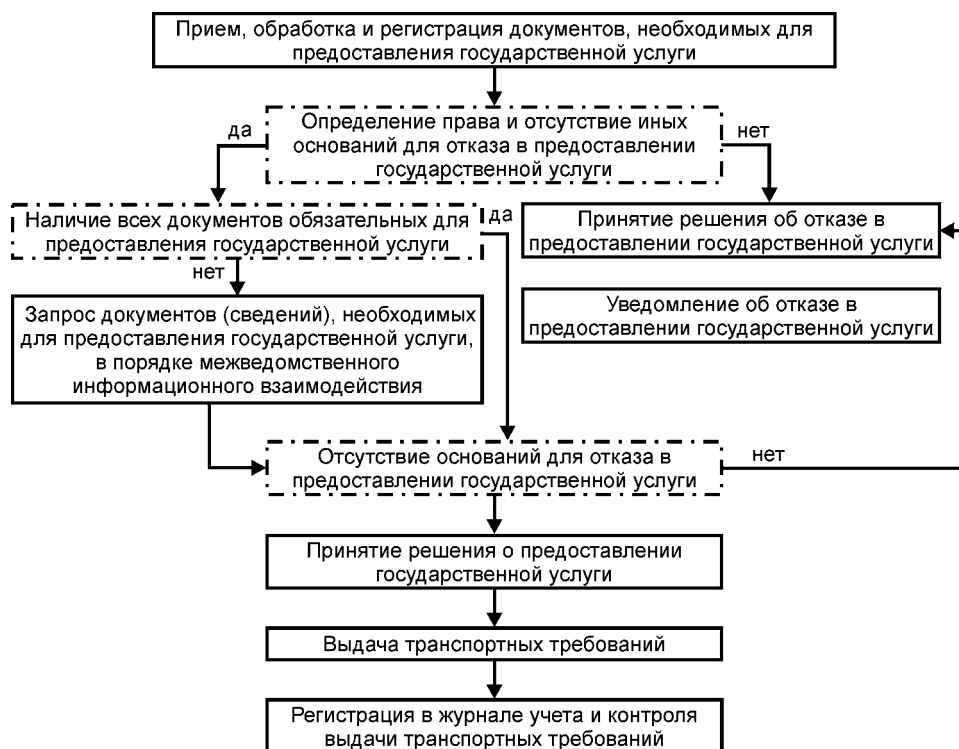 Прием, обработка и регистрация документов, необходимых для
предоставления государственной услуги
Определение права и отсутствие иных
оснований для отказа в предоставлении
государственной услуги
да
нет
Наличие всех документов обязательных для
предоставления государственной услуги
да
Принятие решения об отказе в
предоставлении государственной услуги
нет
Запрос документов (сведений), необходимых
для предоставления государственной услуги,
в порядке межведомственного
информационного взаимодействия
Уведомление об отказе в
предоставлении государственной услуги
Отсутствие оснований для отказа в
предоставлении государственной услуги
нет
Принятие решения о предоставлении
государственной услуги
Выдача транспортных требований
Регистрация в журнале учета и контроля
выдачи транспортных требований